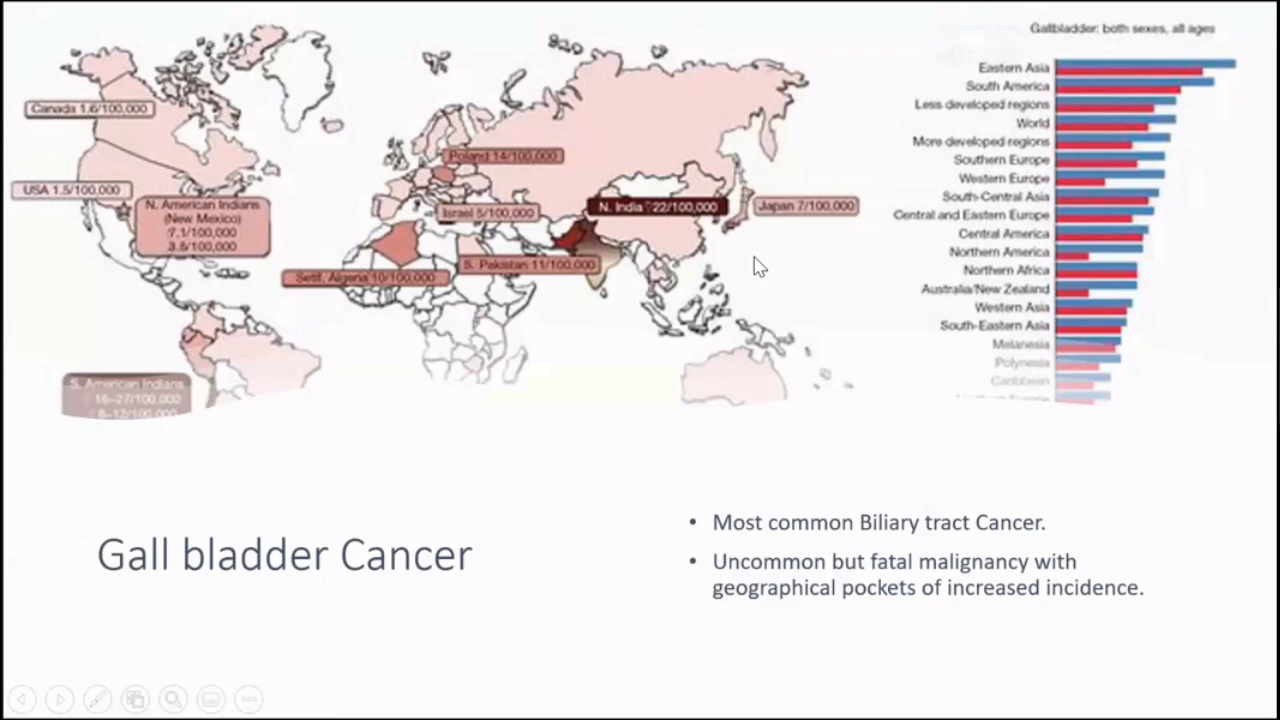 Gallbladder: both sexes, all ages
Canada 1.6/100,000
USA 1.5/100,000
N. American Indians
(New Mexico)
7.1/100,000
3.8/100,000
Poland 14/100,000
Israel 5/100,000
N. India 22/100,000
Japan 7/100,000
Setif, Algeria 10/100,000
S. Pakistan 11/100,000
S. American Indians
16–27/100,000
8–12/100,000
Eastern Asia
South America
Less developed regions
World
More developed regions
Southern Europe
Western Europe
South-Central Asia
Central and Eastern Europe
Central America
Northern America
Northern Africa
Australia/New Zealand
Western Asia
South-Eastern Asia
Melanesia
Polynesia
Caribbean
Gall bladder Cancer
• Most common Biliary tract Cancer.
• Uncommon but fatal malignancy with
geographical pockets of increased incidence.